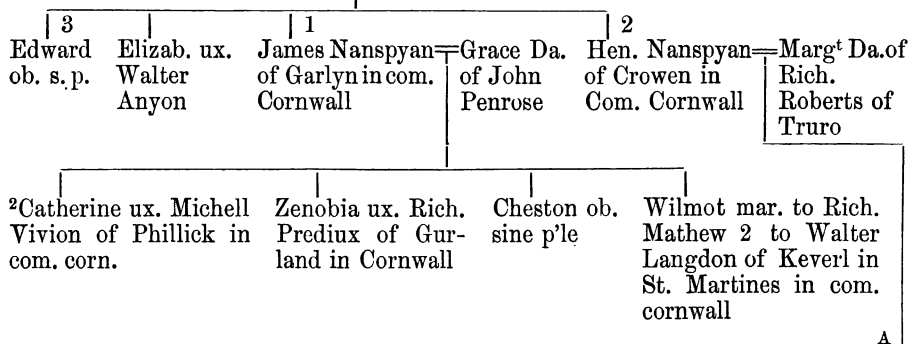 3
Edward
ob. s.p.
Elizab. ux.
Walter
Anyon
1
James Nanspyan
of Garlyn in com.
Cornwall
Grace Da.
of John
Penrose
2
Hen. Nanspyan
of Crowen in
Com. Cornwall
Margᵗ Da. of
Rich.
Roberts of
Truro
²Catherine ux. Michell
Vivion of Phillick in
com. corn.
Zenobia ux. Rich.
Prediux of Gur-
land in Cornwall
Cheston ob.
sine p'le
Wilmot mar. to Rich.
Mathew 2 to Walter
Langdon of Keverl in
St. Martines in com.
cornwall
A